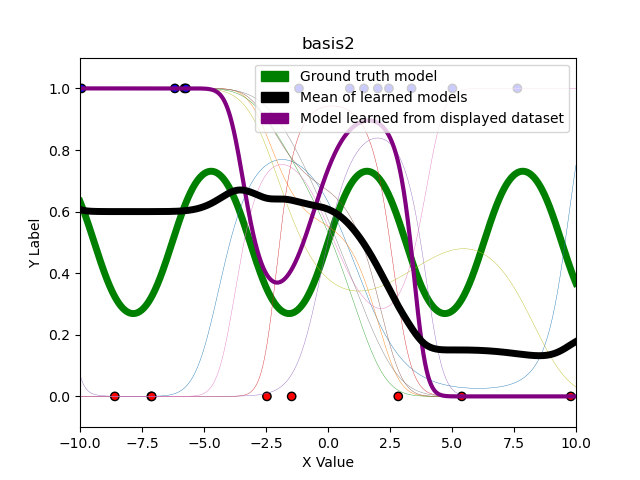 basis2
Ground truth model
Mean of learned models
Model learned from displayed dataset
1.0
0.8
0.6
0.4
0.2
0.0
Y Label
−10.0 −7.5 −5.0 −2.5 0.0 2.5 5.0 7.5 10.0
X Value